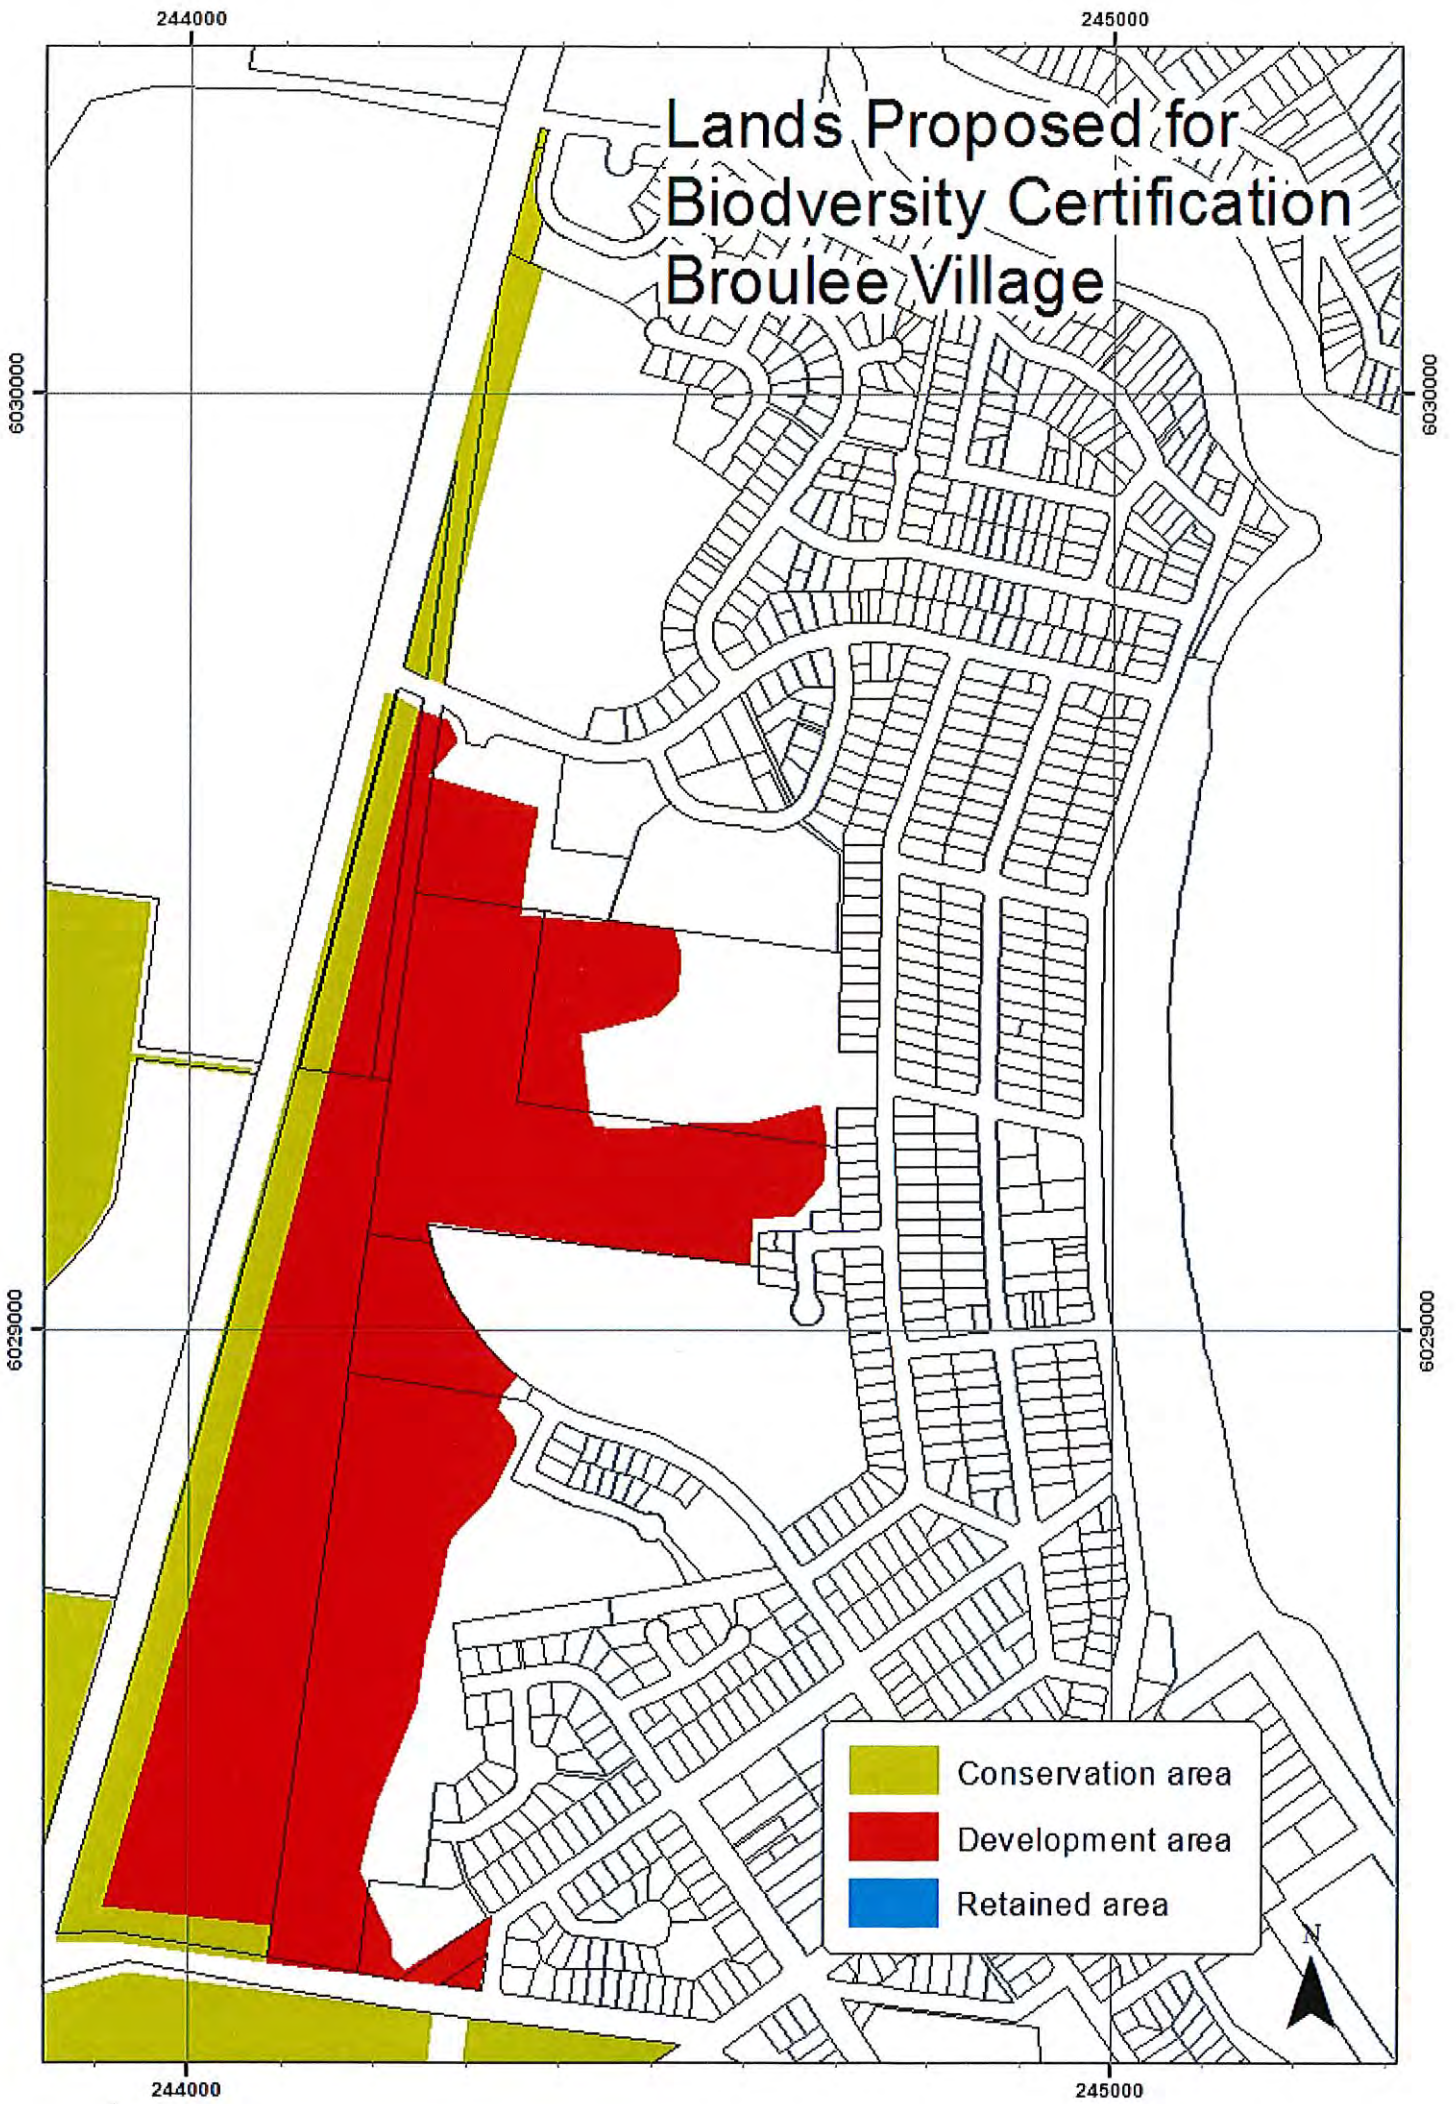 244000
245000
Lands Proposed for
Biodversity Certification
Broulee Village
6030000
6030000
6029000
6029000
Conservation area
Development area
Retained area
N
244000
245000